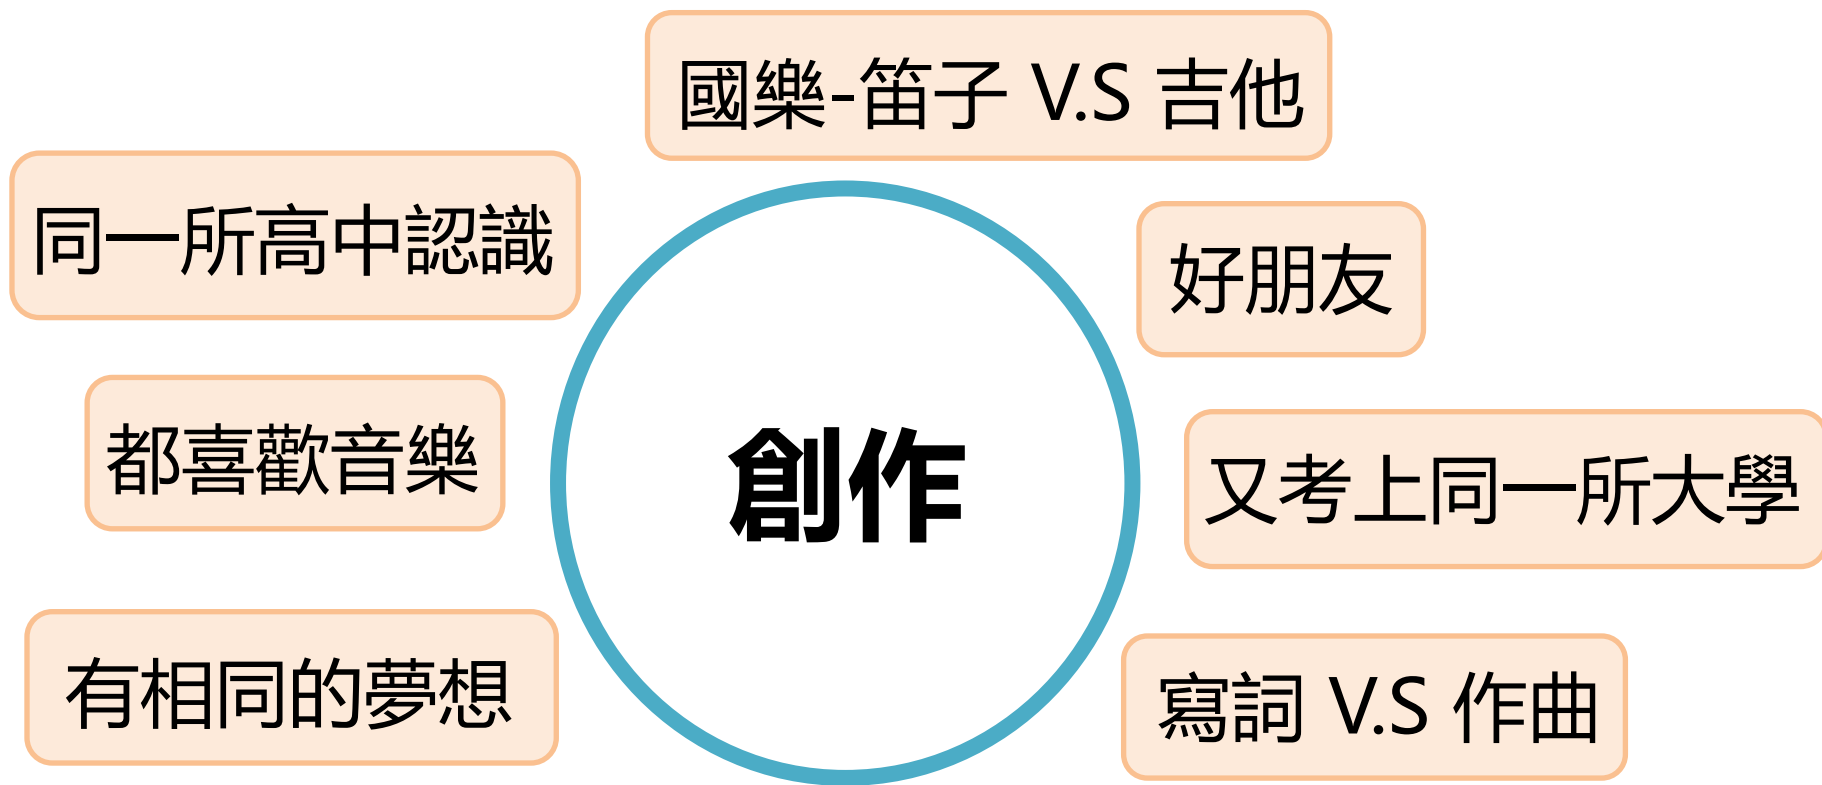 國樂-笛子 V.S 吉他
同一所高中認識
好朋友
都喜歡音樂
創作
又考上同一所大學
有相同的夢想
寫詞 V.S 作曲